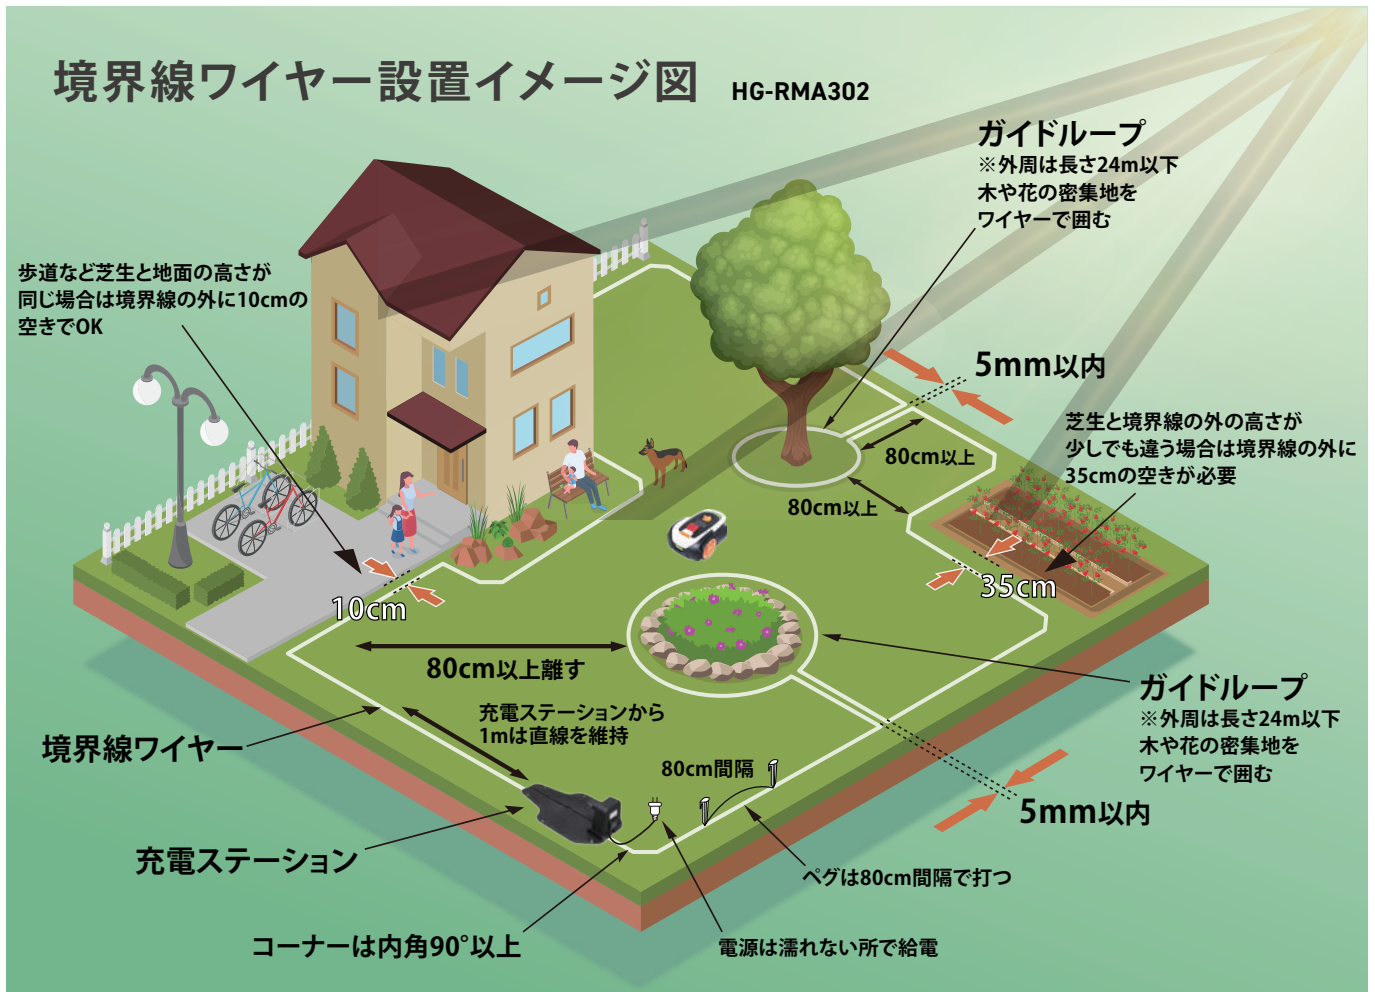 境界線ワイヤー設置イメージ図 HG-RMA302
ガイドループ
※外周は長さ24m以下
木や花の密集地を
ワイヤーで囲む
歩道など芝生と地面の高さが
同じ場合は境界線の外に10cmの
空きでOK
5mm以内
芝生と境界線の外の高さが
少しでも違う場合は境界線の外に
35cmの空きが必要
80cm以上
80cm以上
35cm
10cm
80cm以上離す
ガイドループ
※外周は長さ24m以下
木や花の密集地を
ワイヤーで囲む
充電ステーションから
1mは直線を維持
境界線ワイヤー
80cm間隔
5mm以内
充電ステーション
ペグは80cm間隔で打つ
コーナーは内角90°以上
電源は濡れない所で給電